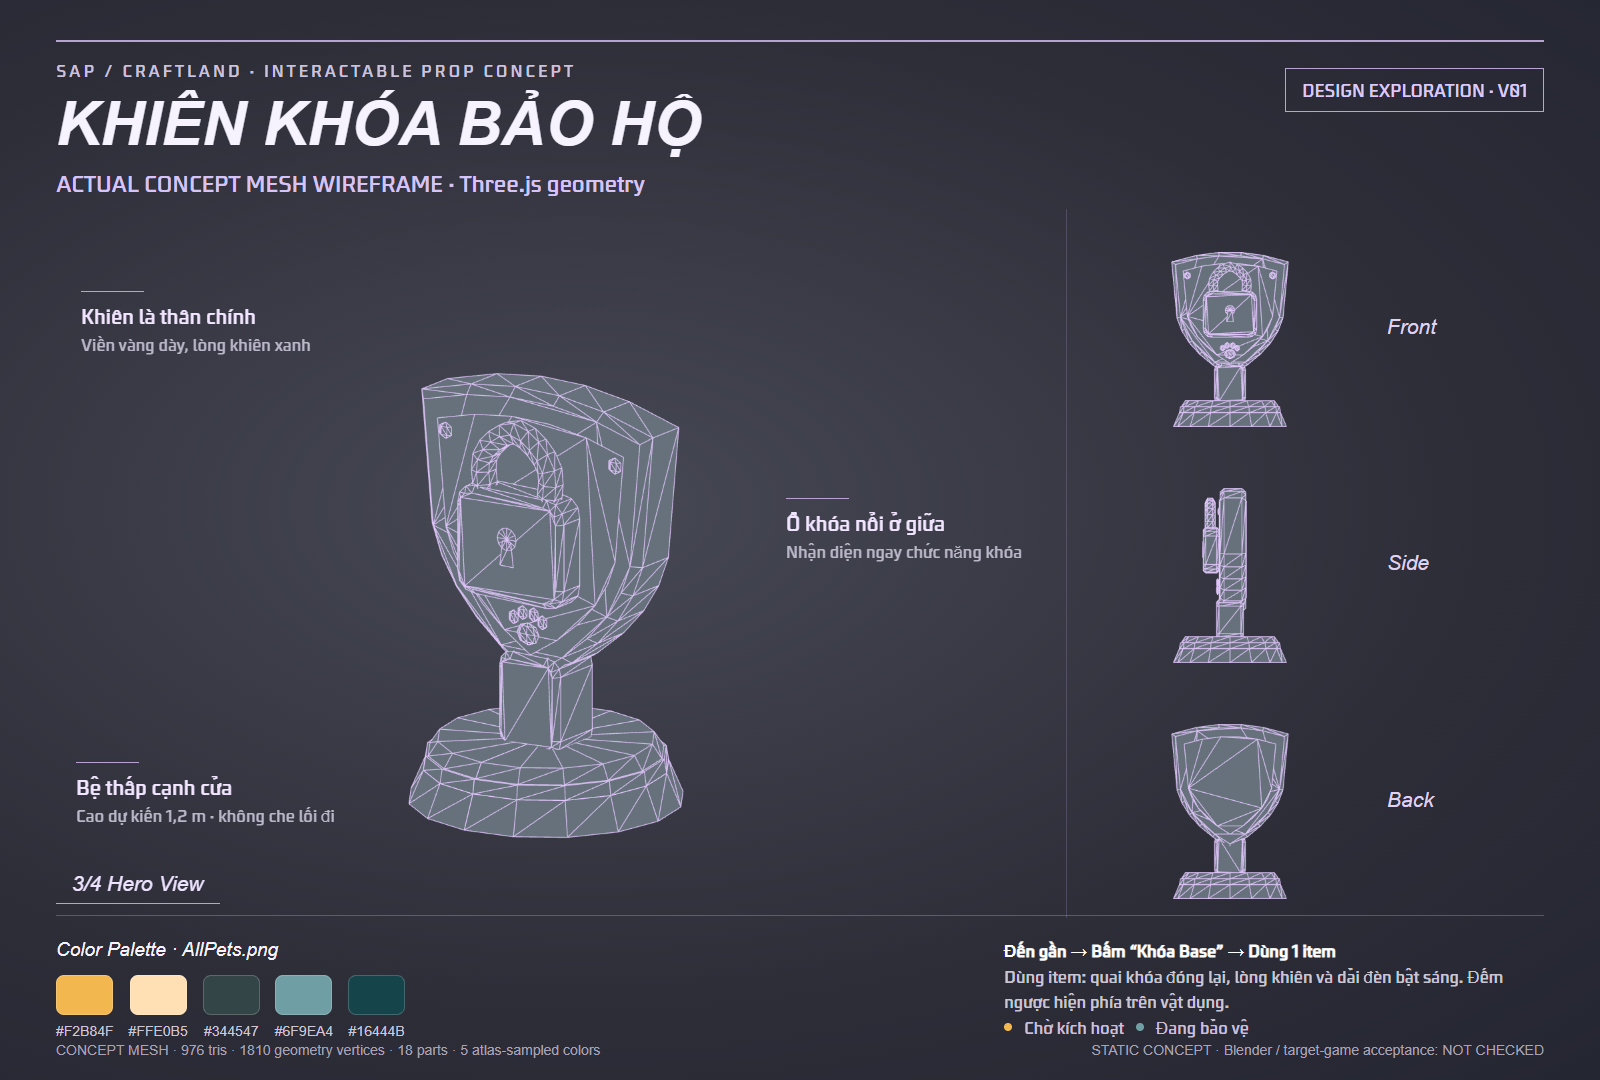 SAP / CRAFTLAND · INTERACTABLE PROP CONCEPT
DESIGN EXPLORATION · V01
KHIÊN KHÓA BẢO HỘ
ACTUAL CONCEPT MESH WIREFRAME · Three.js geometry
Khiên là thân chính
Viền vàng dày, lòng khiên xanh
Ổ khóa nổi ở giữa
Nhận diện ngay chức năng khóa
Bệ thấp cạnh cửa
Cao dự kiến 1,2 m · không che lối đi
3/4 Hero View
Front
Side
Back
Color Palette · AllPets.png
#F2B84F #FFE0B5 #344547 #6F9EA4 #16444B
CONCEPT MESH · 976 tris · 1810 geometry vertices · 18 parts · 5 atlas-sampled colors
Đến gần → Bấm “Khóa Base” → Dùng 1 item
Dùng item: quai khóa đóng lại, lòng khiên và dải đèn bật sáng. Đếm
ngược hiện phía trên vật dụng.
Chờ kích hoạt Đang bảo vệ
STATIC CONCEPT · Blender / target-game acceptance: NOT CHECKED